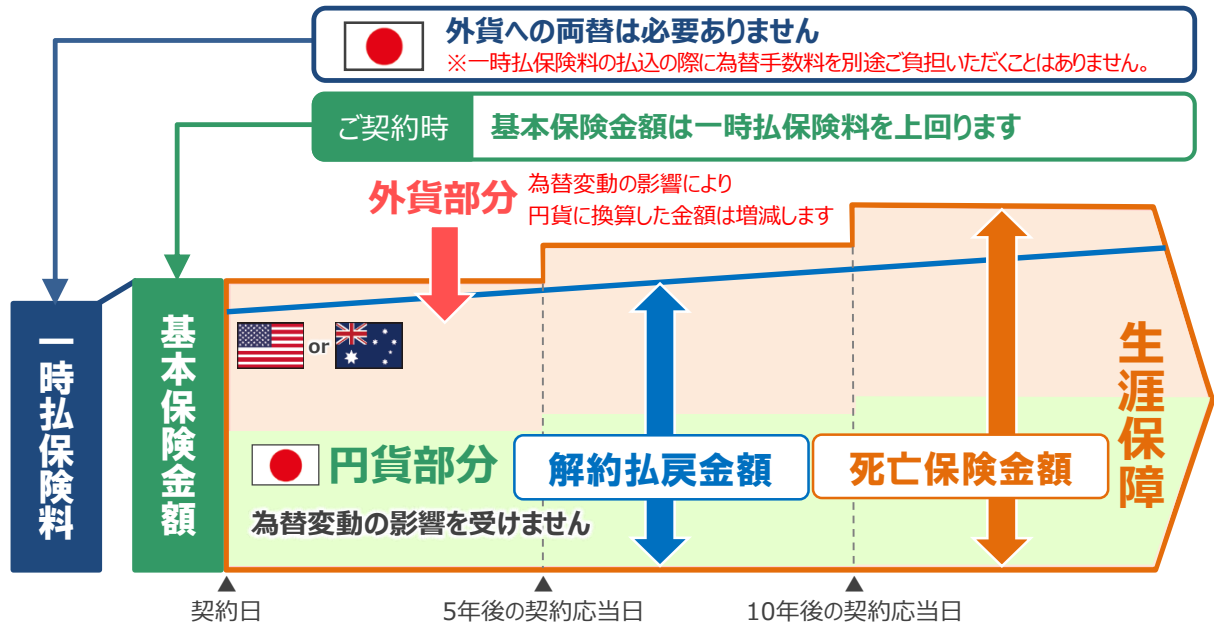 外貨への両替は必要ありません
※一時払保険料の払込の際に為替手数料を別途ご負担いただくことはありません。
ご契約時 基本保険金額は一時払保険料を上回ります
外貨部分
為替変動の影響により
円貨に換算した金額は増減します
一時払保険料
基本保険金額
or
円貨部分
為替変動の影響を受けません
解約払戻金額
死亡保険金額
生涯保障
▲ ▲ ▲
契約日 5年後の契約応当日 10年後の契約応当日